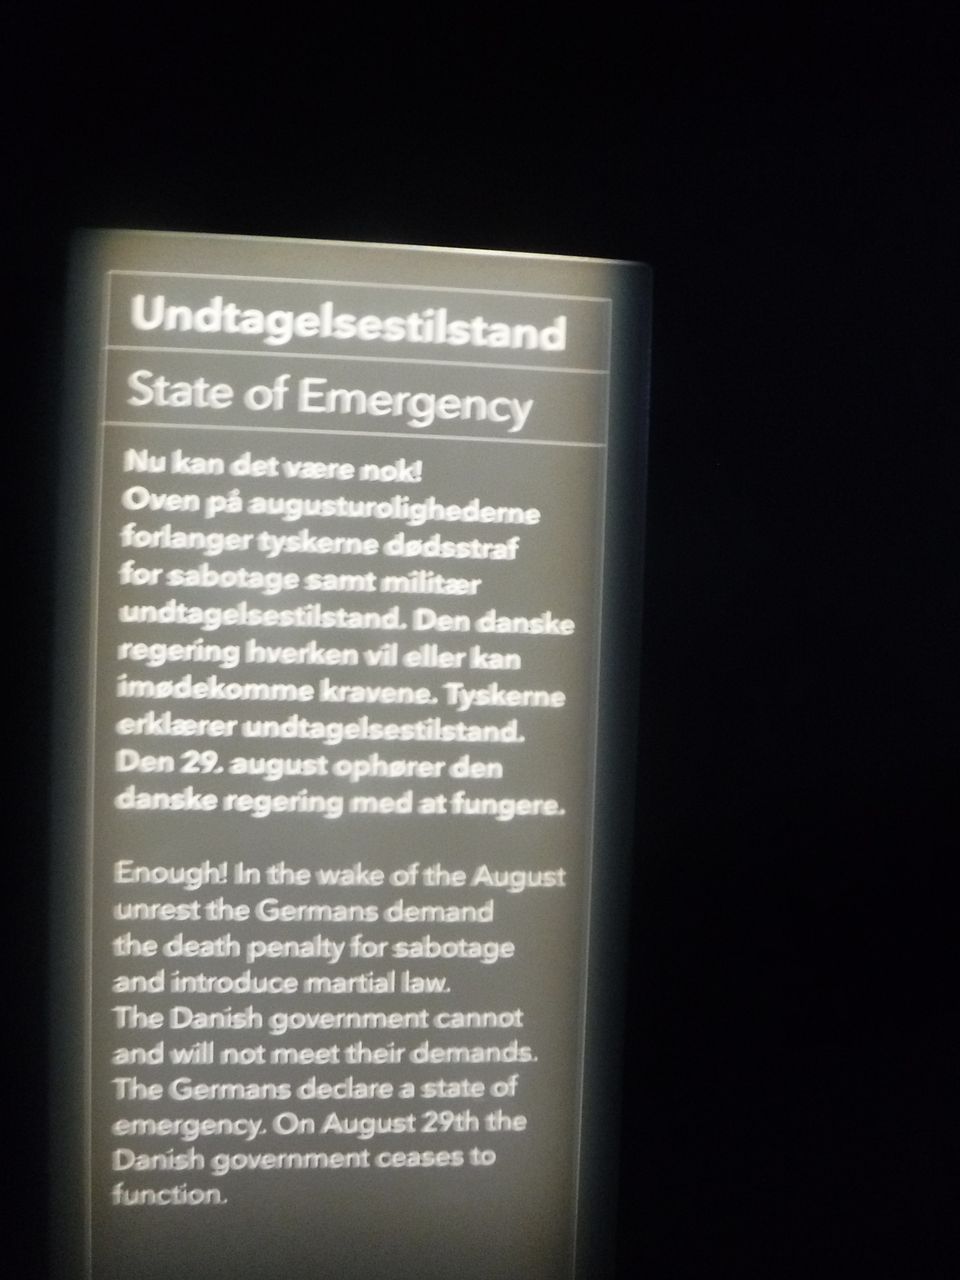 Undtagelsestilstand
State of Emergency
Nu kan det være nok!
Oven på augusturolighederne
forlanger tyskerne dødsstraf
for sabotage samt militær
undtagelsestilstand. Den danske
regering hverken vil eller kan
imødekomme kravene. Tyskerne
erklærer undtagelsestilstand.
Den 29. august ophører den
danske regering med at fungere.
Enough! In the wake of the August
unrest the Germans demand
the death penalty for sabotage
and introduce martial law.
The Danish government cannot
and will not meet their demands.
The Germans declare a state of
emergency. On August 29th the
Danish government ceases to
function.